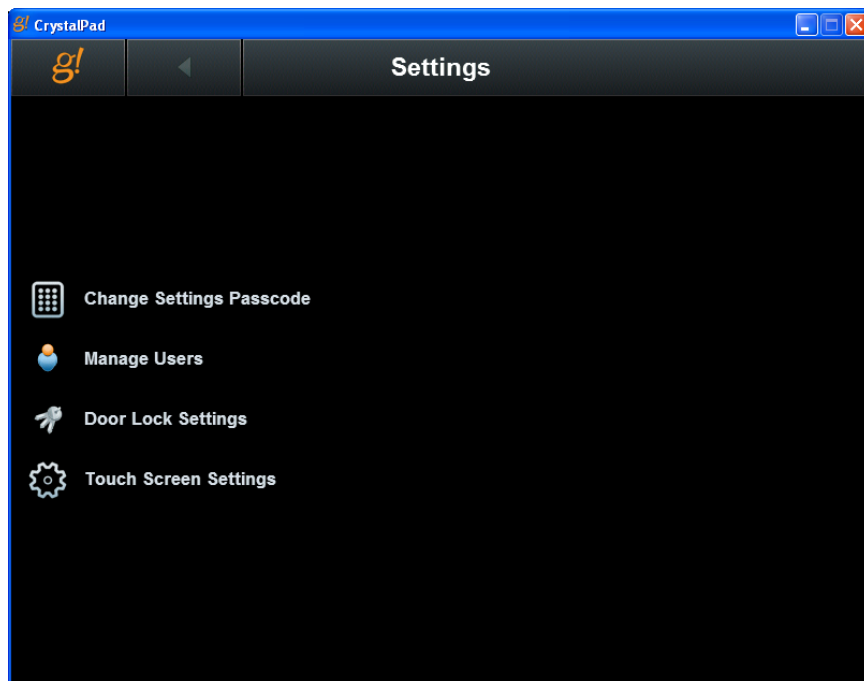 g! CrystalPad
g! Settings
Change Settings Passcode
Manage Users
Door Lock Settings
Touch Screen Settings